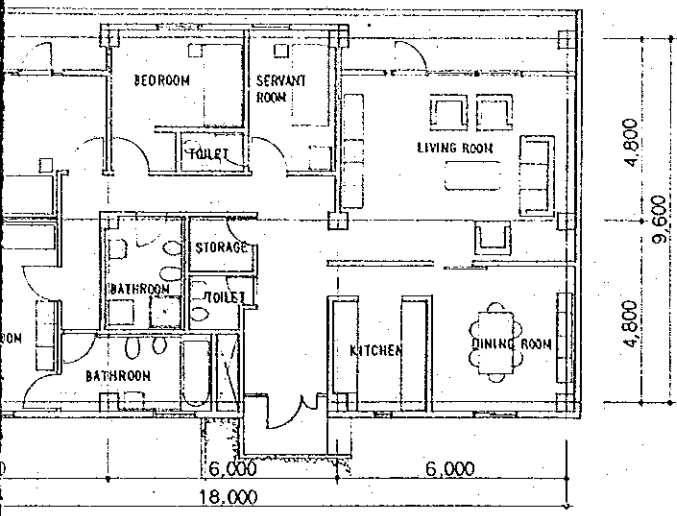 BEDROOM
SERVANT
ROOM
TOILET
LIVING ROOM
4,800
9,600
STORAGE
BATHROOM
TOILET
4,800
KITCHEN
DINING ROOM
BATHROOM
6,000
6,000
18,000